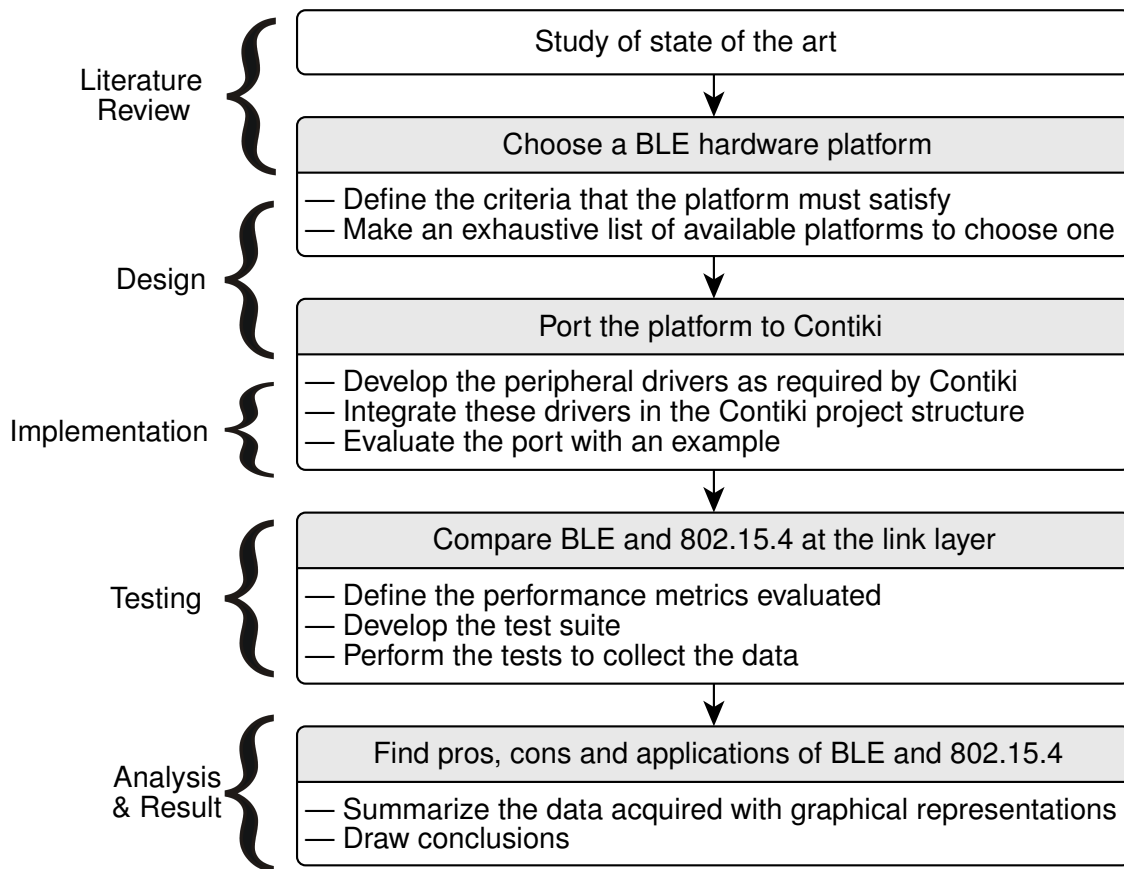 Literature
Review
Study of state of the art
Choose a BLE hardware platform
— Define the criteria that the platform must satisfy
— Make an exhaustive list of available platforms to choose one
Design
Port the platform to Contiki
— Develop the peripheral drivers as required by Contiki
— Integrate these drivers in the Contiki project structure
— Evaluate the port with an example
Implementation
Compare BLE and 802.15.4 at the link layer
— Define the performance metrics evaluated
— Develop the test suite
— Perform the tests to collect the data
Testing
Find pros, cons and applications of BLE and 802.15.4
— Summarize the data acquired with graphical representations
— Draw conclusions
Analysis
& Result